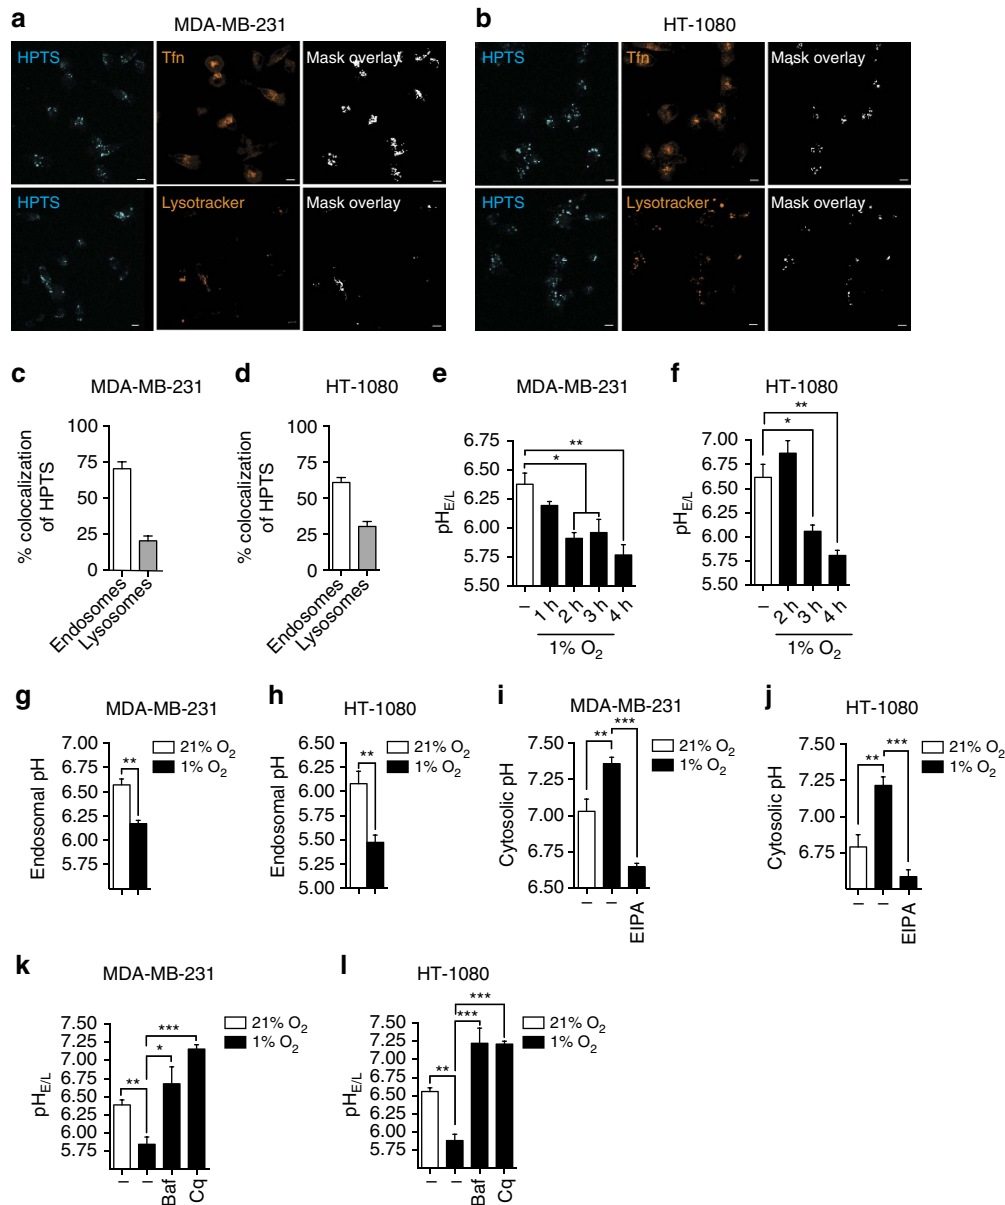 a
MDA-MB-231
HPTS
Tfn
Mask overlay
HPTS
Lysotracker
Mask overlay
b
HT-1080
HPTS
Tfn
Mask overlay
HPTS
Lysotracker
Mask overlay
c
MDA-MB-231
% colocalization
of HPTS
100
75
50
25
0
Endosomes
Lysosomes
d
HT-1080
% colocalization
of HPTS
100
75
50
25
0
Endosomes
Lysosomes
e
MDA-MB-231
pH_E/L
6.75
6.50
6.25
6.00
5.75
5.50
**
*
–
1 h
2 h
3 h
4 h
1% O2
f
HT-1080
pH_E/L
7.00
6.75
6.50
6.25
6.00
5.75
5.50
**
*
–
2 h
3 h
4 h
1% O2
g
MDA-MB-231
Endosomal pH
7.00
6.75
6.50
6.25
6.00
5.75
**
21% O2
1% O2
h
HT-1080
Endosomal pH
6.50
6.25
6.00
5.75
5.50
5.25
5.00
**
21% O2
1% O2
i
MDA-MB-231
Cytosolic pH
7.50
7.25
7.00
6.75
6.50
**
***
–
–
EIPA
21% O2
1% O2
j
HT-1080
Cytosolic pH
7.50
7.25
7.00
6.75
**
***
–
–
EIPA
21% O2
1% O2
k
MDA-MB-231
pH_E/L
7.50
7.25
7.00
6.75
6.50
6.25
6.00
5.75
***
*
**
–
–
Baf
Cq
21% O2
1% O2
l
HT-1080
pH_E/L
7.50
7.25
7.00
6.75
6.50
6.25
6.00
5.75
***
***
**
–
–
Baf
Cq
21% O2
1% O2